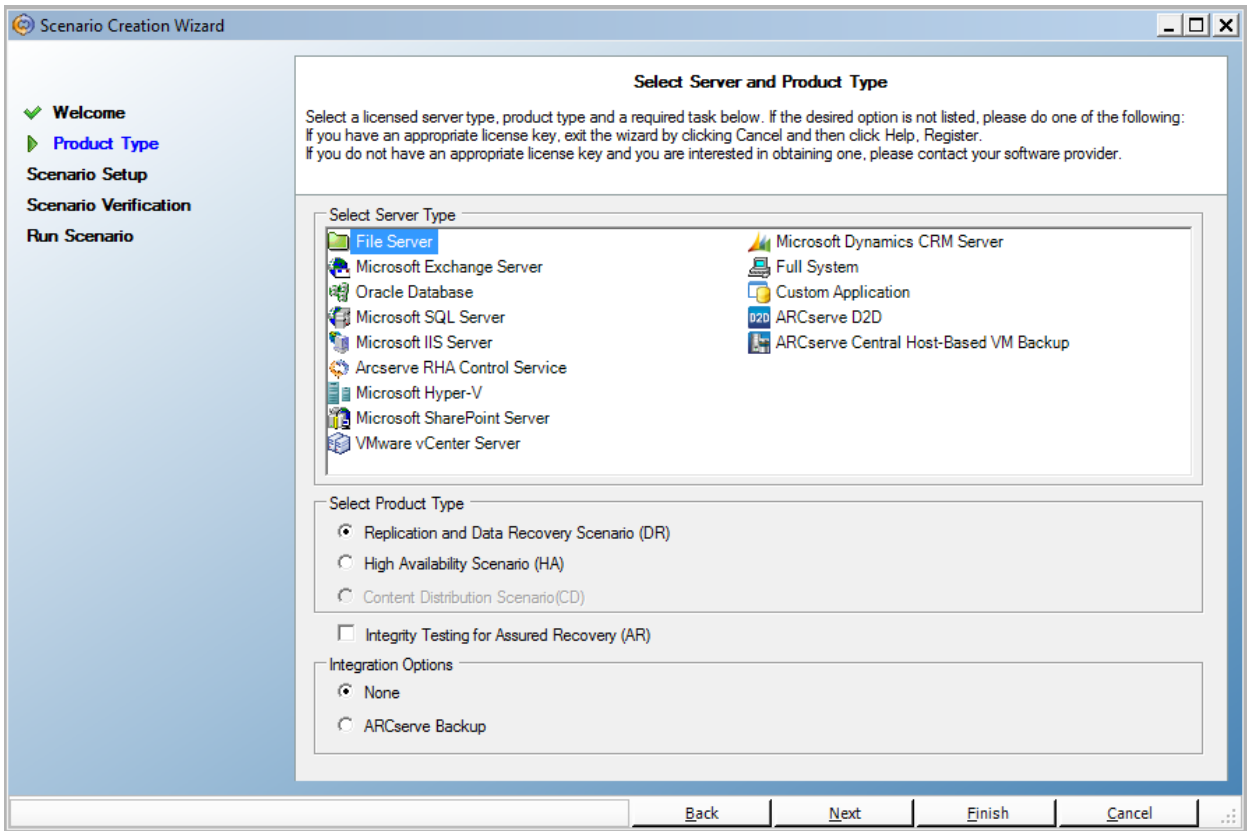 Scenario Creation Wizard
Welcome
Product Type
Scenario Setup
Scenario Verification
Run Scenario
Select Server and Product Type
Select a licensed server type, product type and a required task below. If the desired option is not listed, please do one of the following:
If you have an appropriate license key, exit the wizard by clicking Cancel and then click Help, Register.
If you do not have an appropriate license key and you are interested in obtaining one, please contact your software provider.
Select Server Type
File Server
Microsoft Exchange Server
Oracle Database
Microsoft SQL Server
Microsoft IIS Server
Arcserve RHA Control Service
Microsoft Hyper-V
Microsoft SharePoint Server
VMware vCenter Server
Microsoft Dynamics CRM Server
Full System
Custom Application
D2D ARCserve D2D
ARCserve Central Host-Based VM Backup
Select Product Type
Replication and Data Recovery Scenario (DR)
High Availability Scenario (HA)
Content Distribution Scenario(CD)
Integrity Testing for Assured Recovery (AR)
Integration Options
None
ARCserve Backup
Back Next Finish Cancel